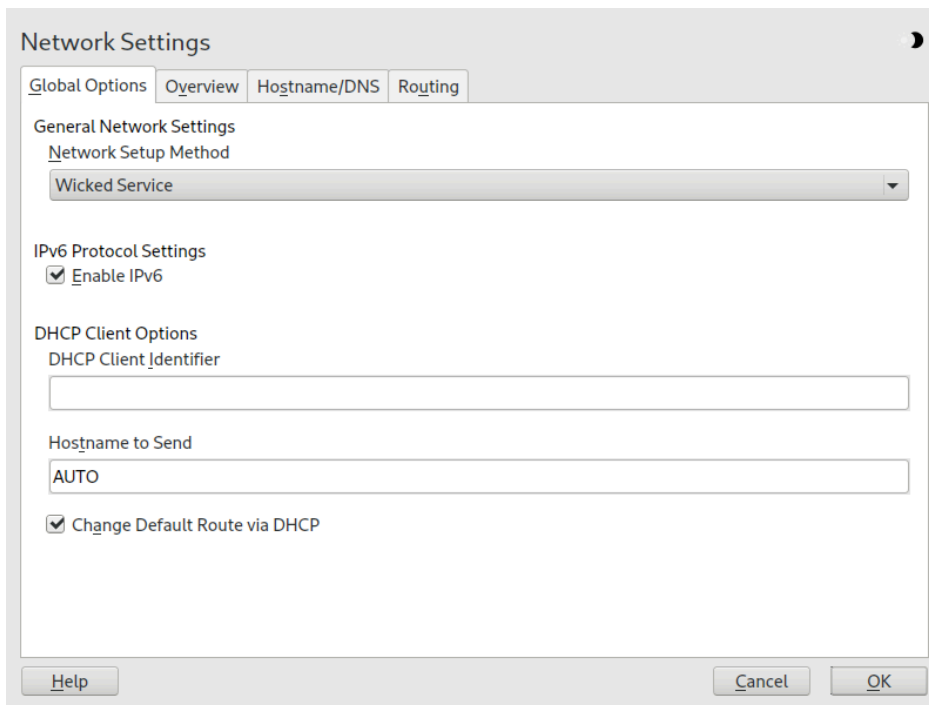 Network Settings
Global Options Overview Hostname/DNS Routing
General Network Settings
Network Setup Method
Wicked Service
IPv6 Protocol Settings
Enable IPv6
DHCP Client Options
DHCP Client Identifier
Hostname to Send
AUTO
Change Default Route via DHCP
Help Cancel OK